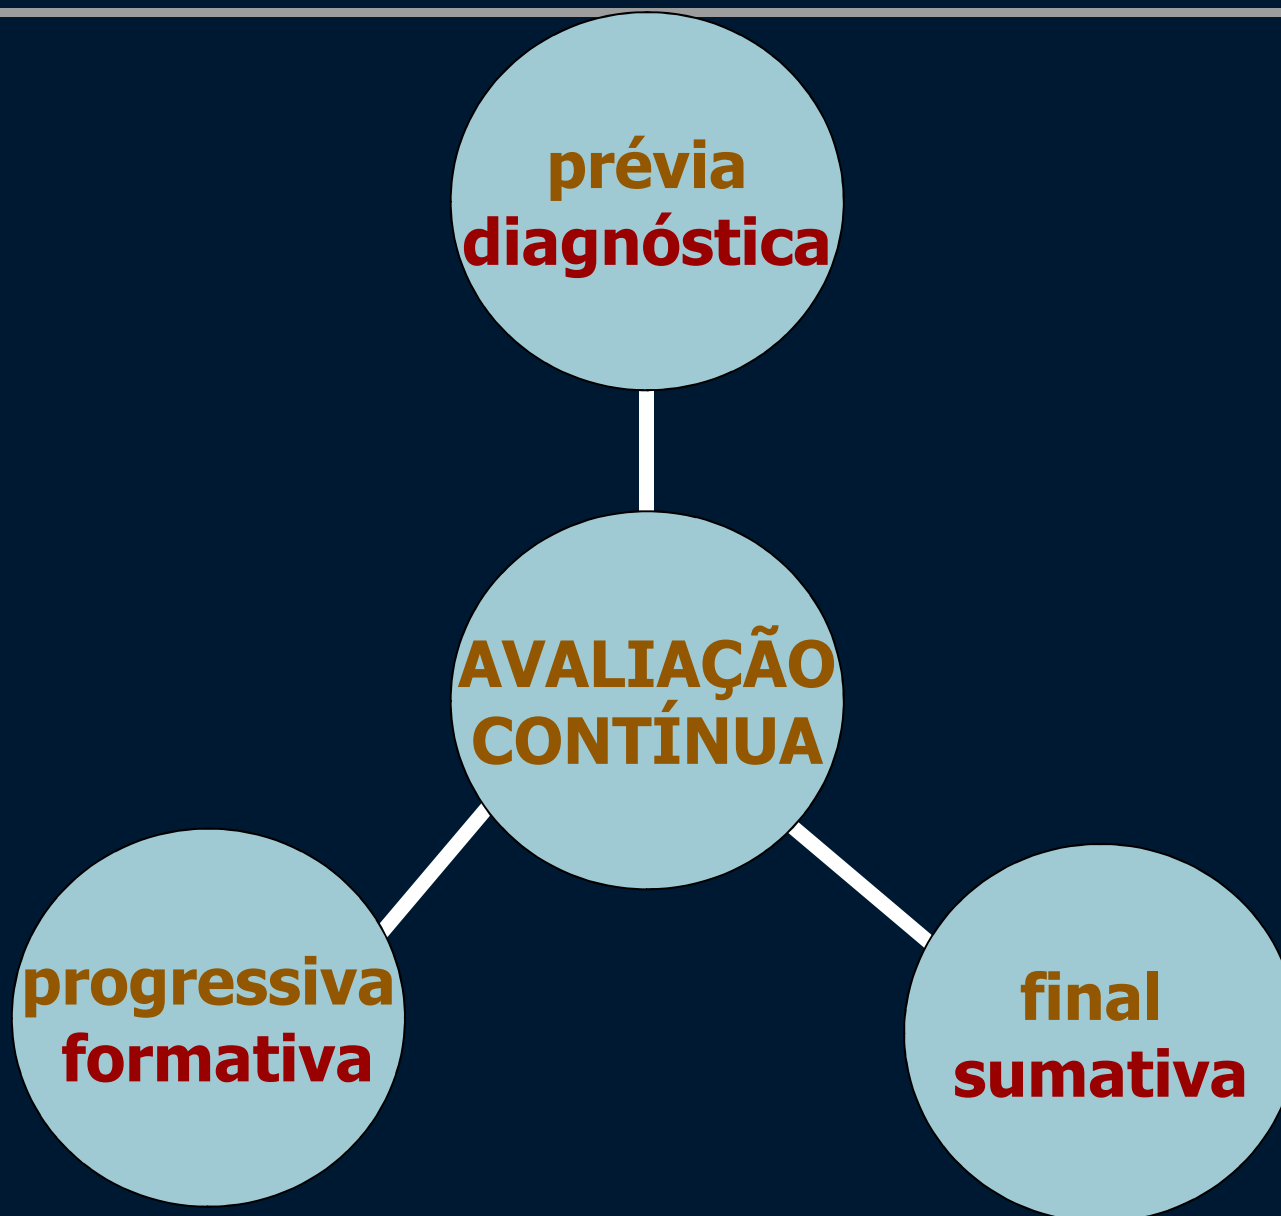 prévia
diagnóstica
AVALIAÇÃO
CONTÍNUA
progressiva
formativa
final
sumativa